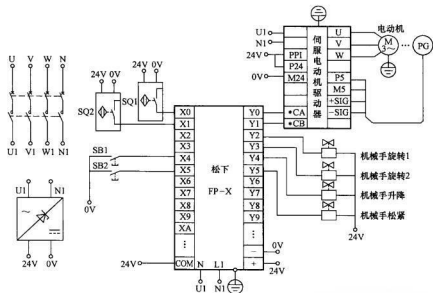 U V W N
U1 V1 W1 N1
24V 0V
24V 0V
SQ2
SQ1
U1
N1
24V
0V
PPI
P24
M24
*CA
*CB
伺服电动机驱动器
U
V
W
P5
M5
+SIG
-SIG
电动机
M
3~
PG
X0
X1
X2
X3
X4
X5
X6
X7
X8
X9
XA
⋮
COM
N
L1
松下
FP-X
Y0
Y1
Y2
Y3
Y4
Y5
Y6
Y7
Y8
Y9
⋮
−
+
SB1
SB2
0V
U1 N1
24V 0V
24V
U1 N1
0V
24V
机械手旋转1
机械手旋转2
机械手升降
机械手松紧
24V